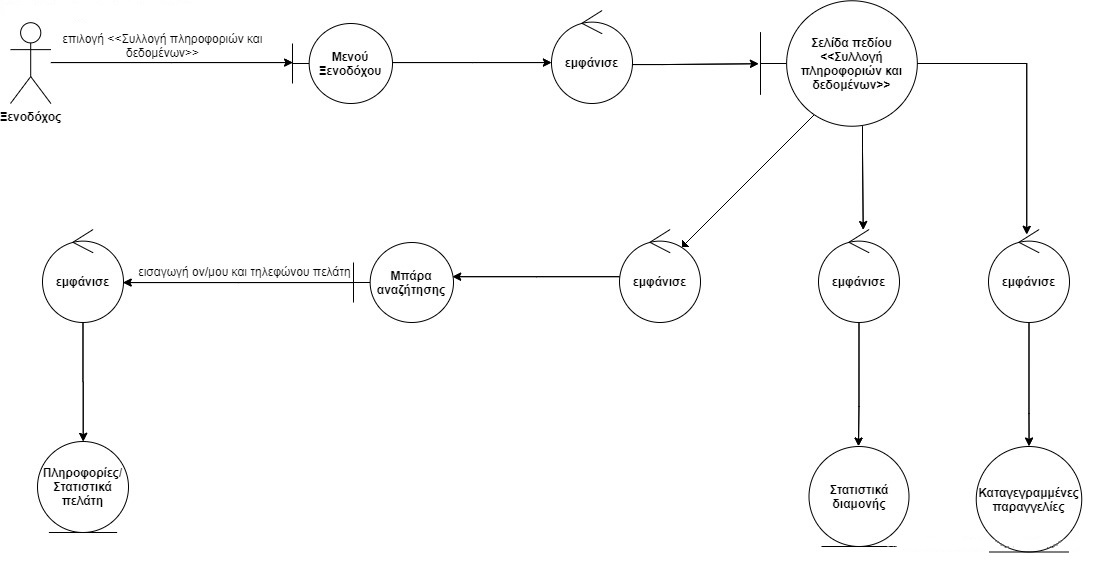 επιλογή <<Συλλογή πληροφοριών και
δεδομένων>>
Ξενοδόχος
Μενού
Ξενοδόχου
εμφάνισε
Σελίδα πεδίου
<<Συλλογή
πληροφοριών και
δεδομένων>>
εμφάνισε
εισαγωγή ον/μου και τηλεφώνου πελάτη
Μπάρα
αναζήτησης
εμφάνισε
εμφάνισε
εμφάνισε
Πληροφορίες/
Στατιστικά
πελάτη
Στατιστικά
διαμονής
Καταγεγραμμένες
παραγγελίες